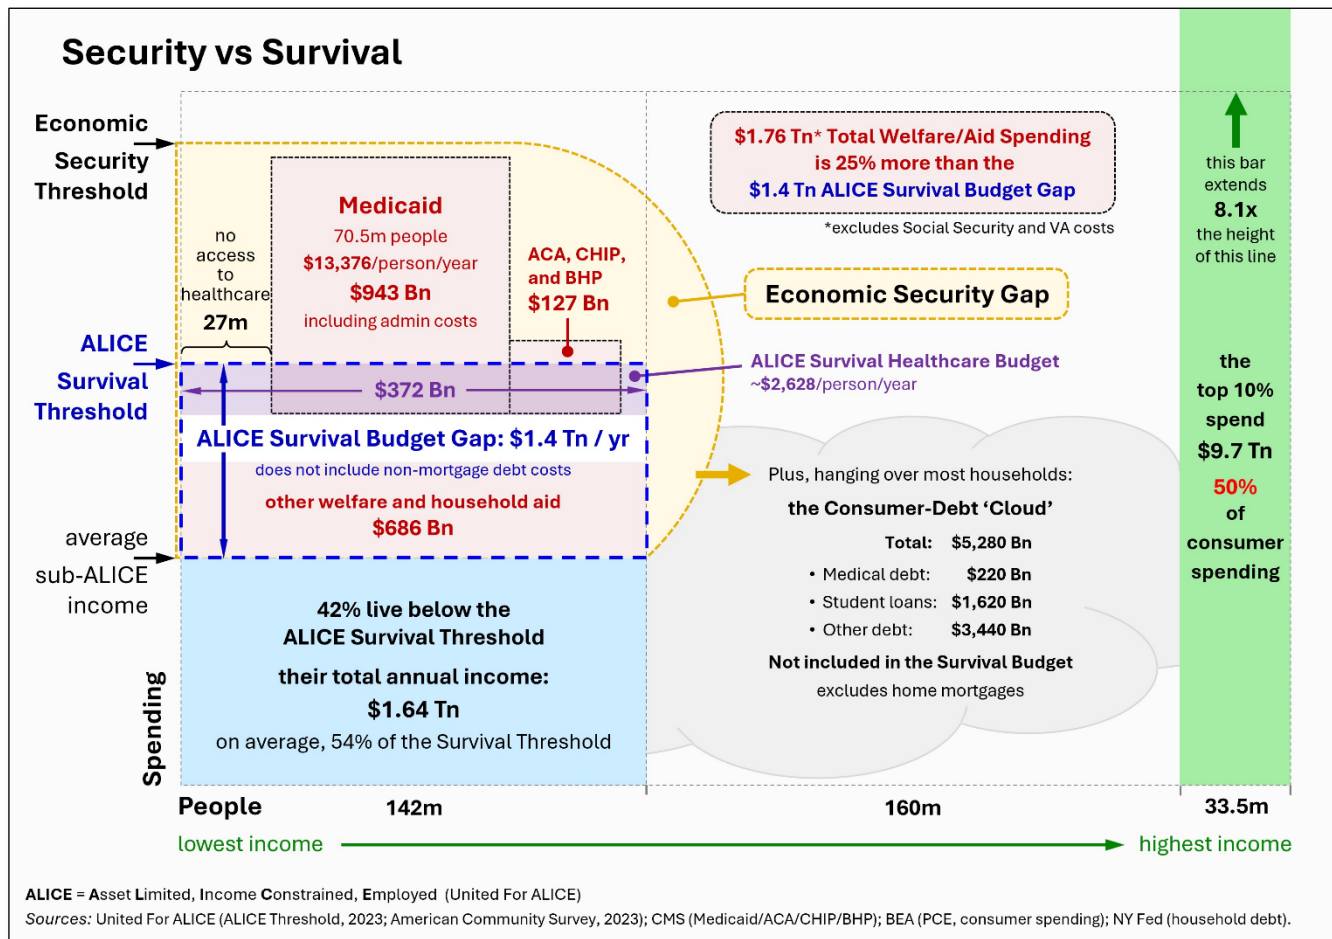 Security vs Survival
Economic
Security
Threshold
no
access
to
healthcare
27m
Medicaid
70.5m people
$13,376/person/year
$943 Bn
including admin costs
ACA, CHIP,
and BHP
$127 Bn
$1.76 Tn* Total Welfare/Aid Spending
is 25% more than the
$1.4 Tn ALICE Survival Budget Gap
*excludes Social Security and VA costs
Economic Security Gap
this bar
extends
8.1x
the height
of this line
ALICE
Survival
Threshold
$372 Bn
ALICE Survival Healthcare Budget
~$2,628/person/year
ALICE Survival Budget Gap: $1.4 Tn / yr
does not include non-mortgage debt costs
other welfare and household aid
$686 Bn
average
sub-ALICE
income
Plus, hanging over most households:
the Consumer-Debt ‘Cloud’
Total: $5,280 Bn
• Medical debt: $220 Bn
• Student loans: $1,620 Bn
• Other debt: $3,440 Bn
Not included in the Survival Budget
excludes home mortgages
the
top 10%
spend
$9.7 Tn
50%
of
consumer
spending
42% live below the
ALICE Survival Threshold
their total annual income:
$1.64 Tn
on average, 54% of the Survival Threshold
Spending
People 142m 160m 33.5m
lowest income highest income
ALICE = Asset Limited, Income Constrained, Employed (United For ALICE)
Sources: United For ALICE (ALICE Threshold, 2023; American Community Survey, 2023); CMS (Medicaid/ACA/CHIP/BHP); BEA (PCE, consumer spending); NY Fed (household debt).